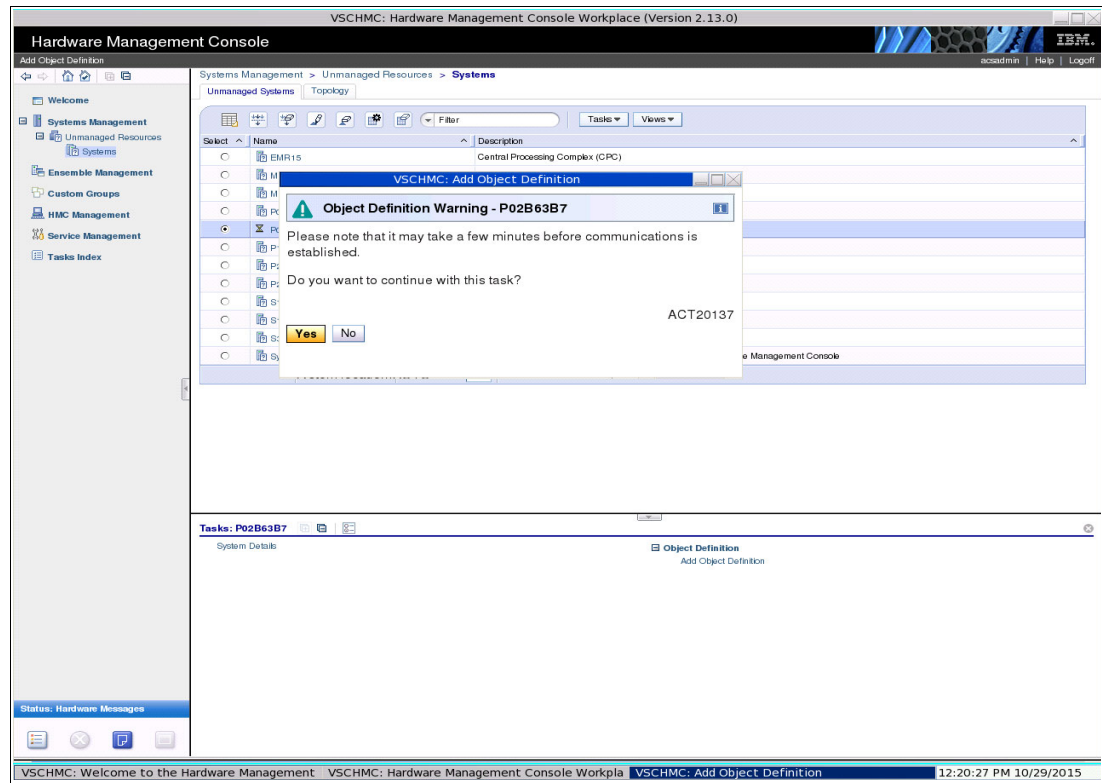 VSCHMC: Hardware Management Console Workplace (Version 2.13.0)
Hardware Management Console
IBM.
Add Object Definition
acsadmin | Help | Logoff
Systems Management > Unmanaged Resources > Systems
Unmanaged Systems Topology
Welcome
Systems Management
Unmanaged Resources
Systems
Ensemble Management
Custom Groups
HMC Management
Service Management
Tasks Index
Filter
Tasks Views
Select ^ Name ^ Description ^
EMR15 Central Processing Complex (CPC)
M
M
P
P
P
P
P
S
S
S
Sy e Management Console
VSCHMC: Add Object Definition
Object Definition Warning - P02B63B7
Please note that it may take a few minutes before communications is
established.
Do you want to continue with this task?
ACT20137
Yes No
Tasks: P02B63B7
System Details
Object Definition
Add Object Definition
Status: Hardware Messages
VSCHMC: Welcome to the Hardware Management VSCHMC: Hardware Management Console Workpla VSCHMC: Add Object Definition 12:20:27 PM 10/29/2015